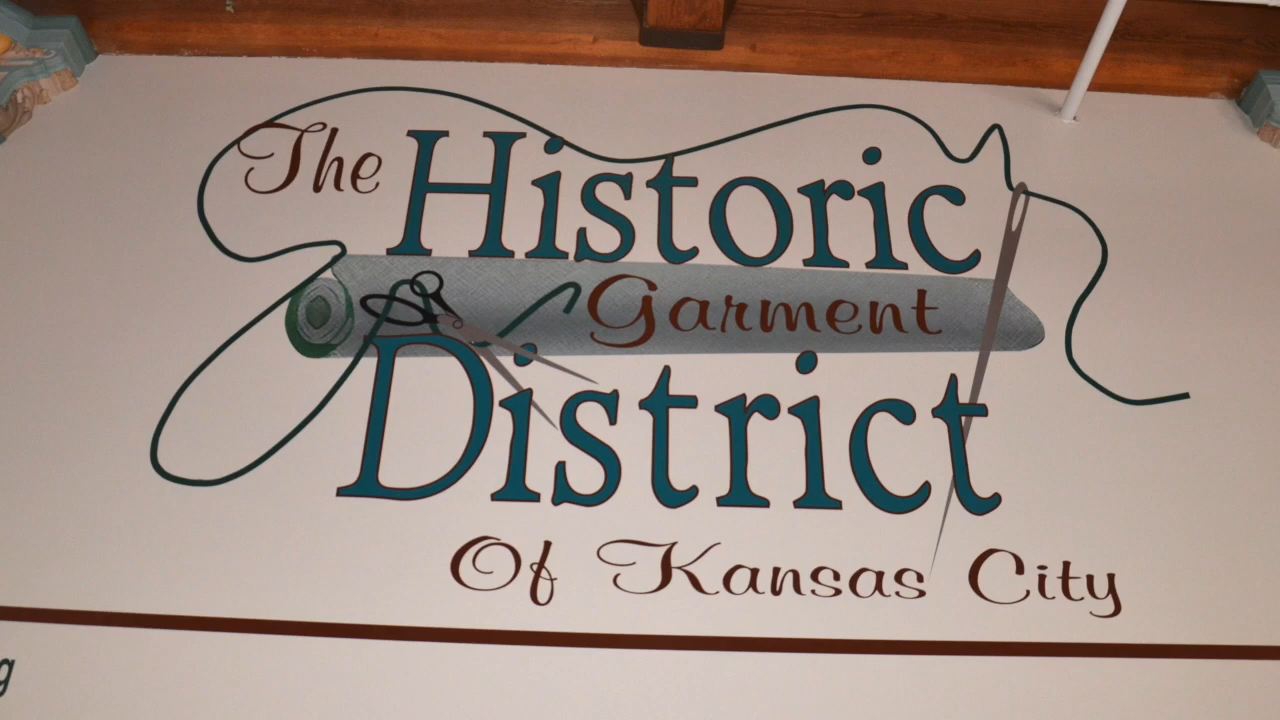 The Historic
Garment
District
Of Kansas City
g